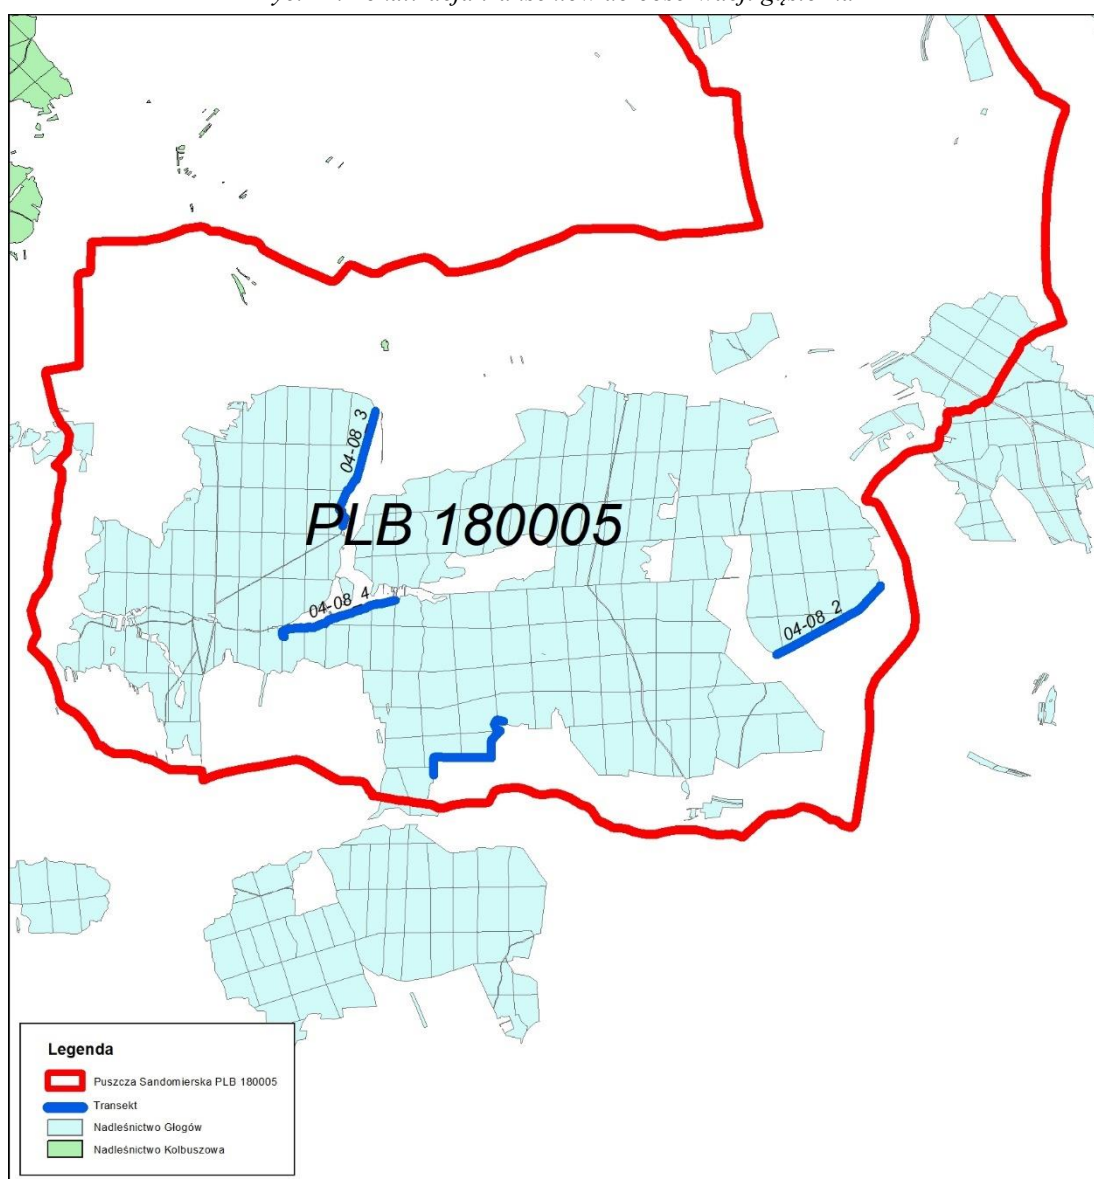 04-08_3
PLB 180005
04-08_4
04-08_2
Legenda
Puszcza Sandomierska PLB 180005
Transekt
Nadleśnictwo Głogów
Nadleśnictwo Kolbuszowa